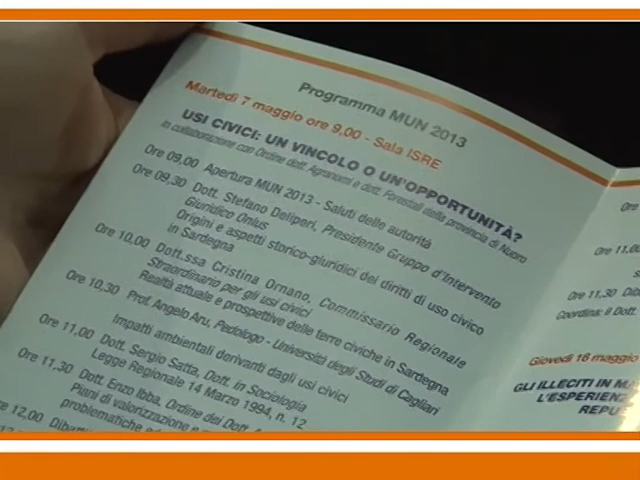 Programma MUN 2013
Martedì 7 maggio ore 9,00 - Sala ISRE
USI CIVICI: UN VINCOLO O UN'OPPORTUNITÀ?
In collaborazione con Ordine dott. Agronomi e dott. Forestali della provincia di Nuoro
Ore 09,00 Apertura MUN 2013 - Saluti delle autorità
Ore 09,30 Dott. Stefano Deliperi, Presidente Gruppo d'Intervento
Giuridico Onlus
Origini e aspetti storico-giuridici dei diritti di uso civico
in Sardegna
Ore 10,00 Dott.ssa Cristina Ornano, Commissario Regionale
Straordinario per gli usi civici
Realtà attuale e prospettive delle terre civiche in Sardegna
Ore 10,30 Prof. Angelo Aru, Pedologo - Università degli Studi di Cagliari
Impatti ambientali derivanti dagli usi civici
Ore 11,00 Dott. Sergio Satta, Dott. in Sociologia
Legge Regionale 14 Marzo 1994, n. 12
Ore 11,30 Dott. Enzo Ibba, Ordine dei Dott.
Piani di valorizzazione e
problematiche
12,00
Ore
Ore 11,0
Ore 11,30
Coordina: il Dott.
Giovedì 16 maggio
GLI ILLECITI IN
L'ESPERIENZ
REPU